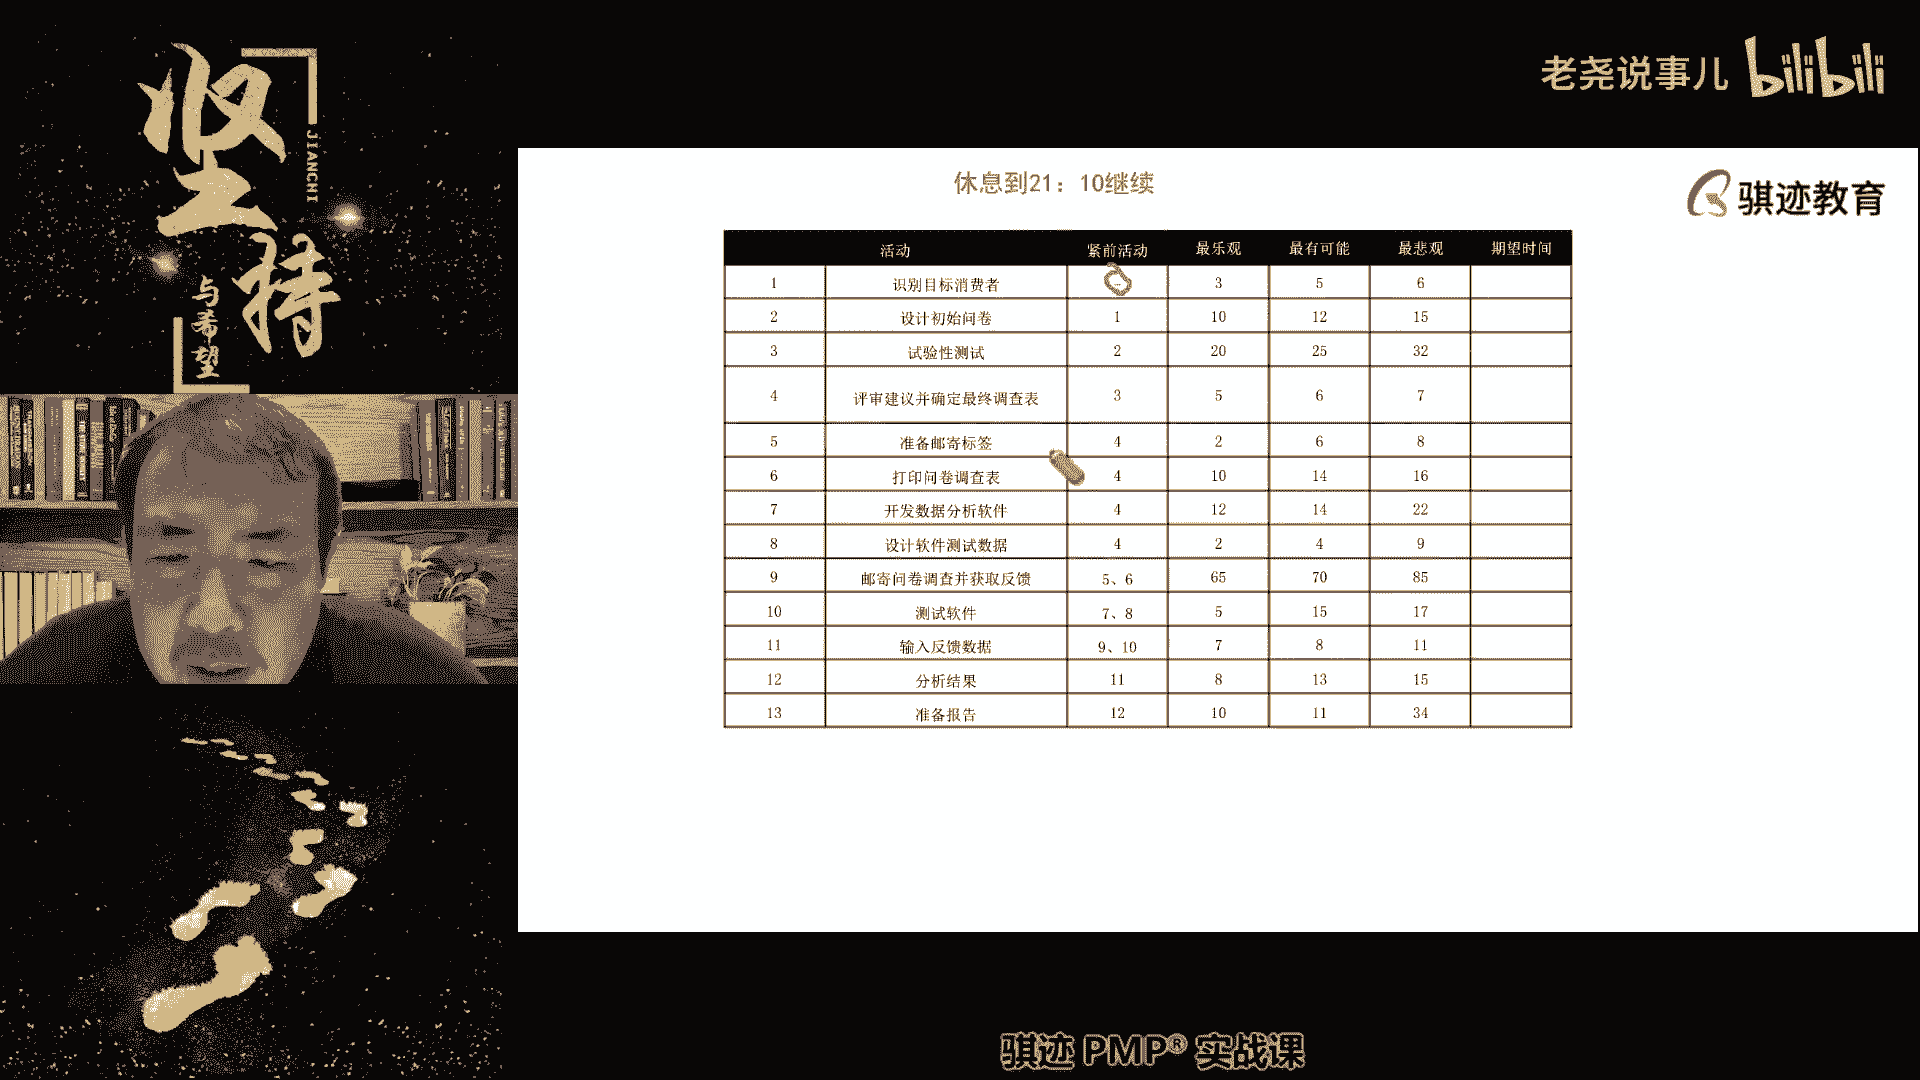 坚持
JIANCHI
与希望
老尧说事儿 bilibili
休息到21：10继续
骐迹教育
活动 紧前活动 最乐观 最有可能 最悲观 期望时间
1 识别目标消费者 — 3 5 6
2 设计初始问卷 1 10 12 15
3 试验性测试 2 20 25 32
4 评审建议并确定最终调查表 3 5 6 7
5 准备邮寄标签 4 2 6 8
6 打印问卷调查表 4 10 14 16
7 开发数据分析软件 4 12 14 22
8 设计软件测试数据 4 2 4 9
9 邮寄问卷调查并获取反馈 5、6 65 70 85
10 测试软件 7、8 5 15 17
11 输入反馈数据 9、10 7 8 11
12 分析结果 11 8 13 15
13 准备报告 12 10 11 34
骐迹 PMP® 实战课